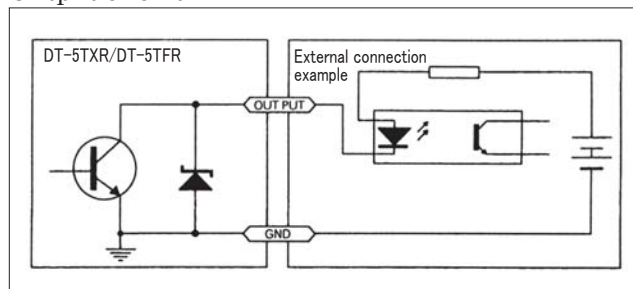 DT-5TXR/DT-5TFR
External connection
example
OUT PUT
GND